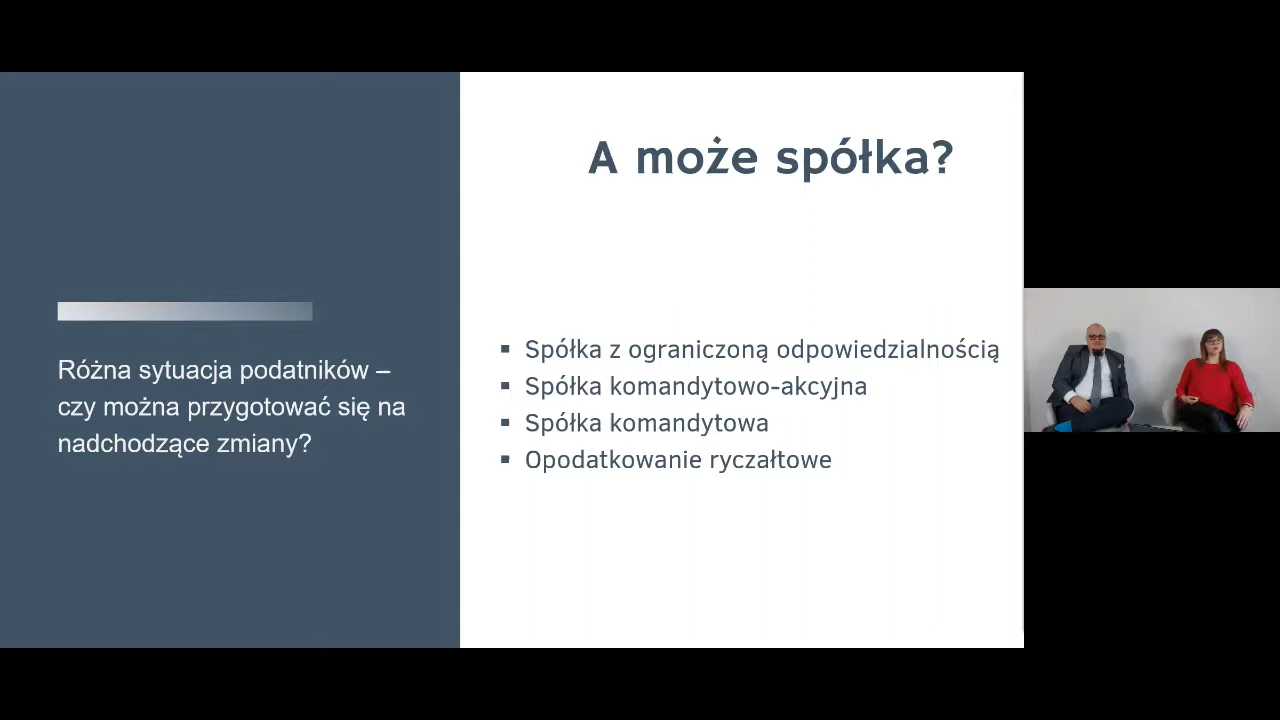 Różna sytuacja podatników –
czy można przygotować się na
nadchodzące zmiany?
A może spółka?
▪ Spółka z ograniczoną odpowiedzialnością
▪ Spółka komandytowo-akcyjna
▪ Spółka komandytowa
▪ Opodatkowanie ryczałtowe